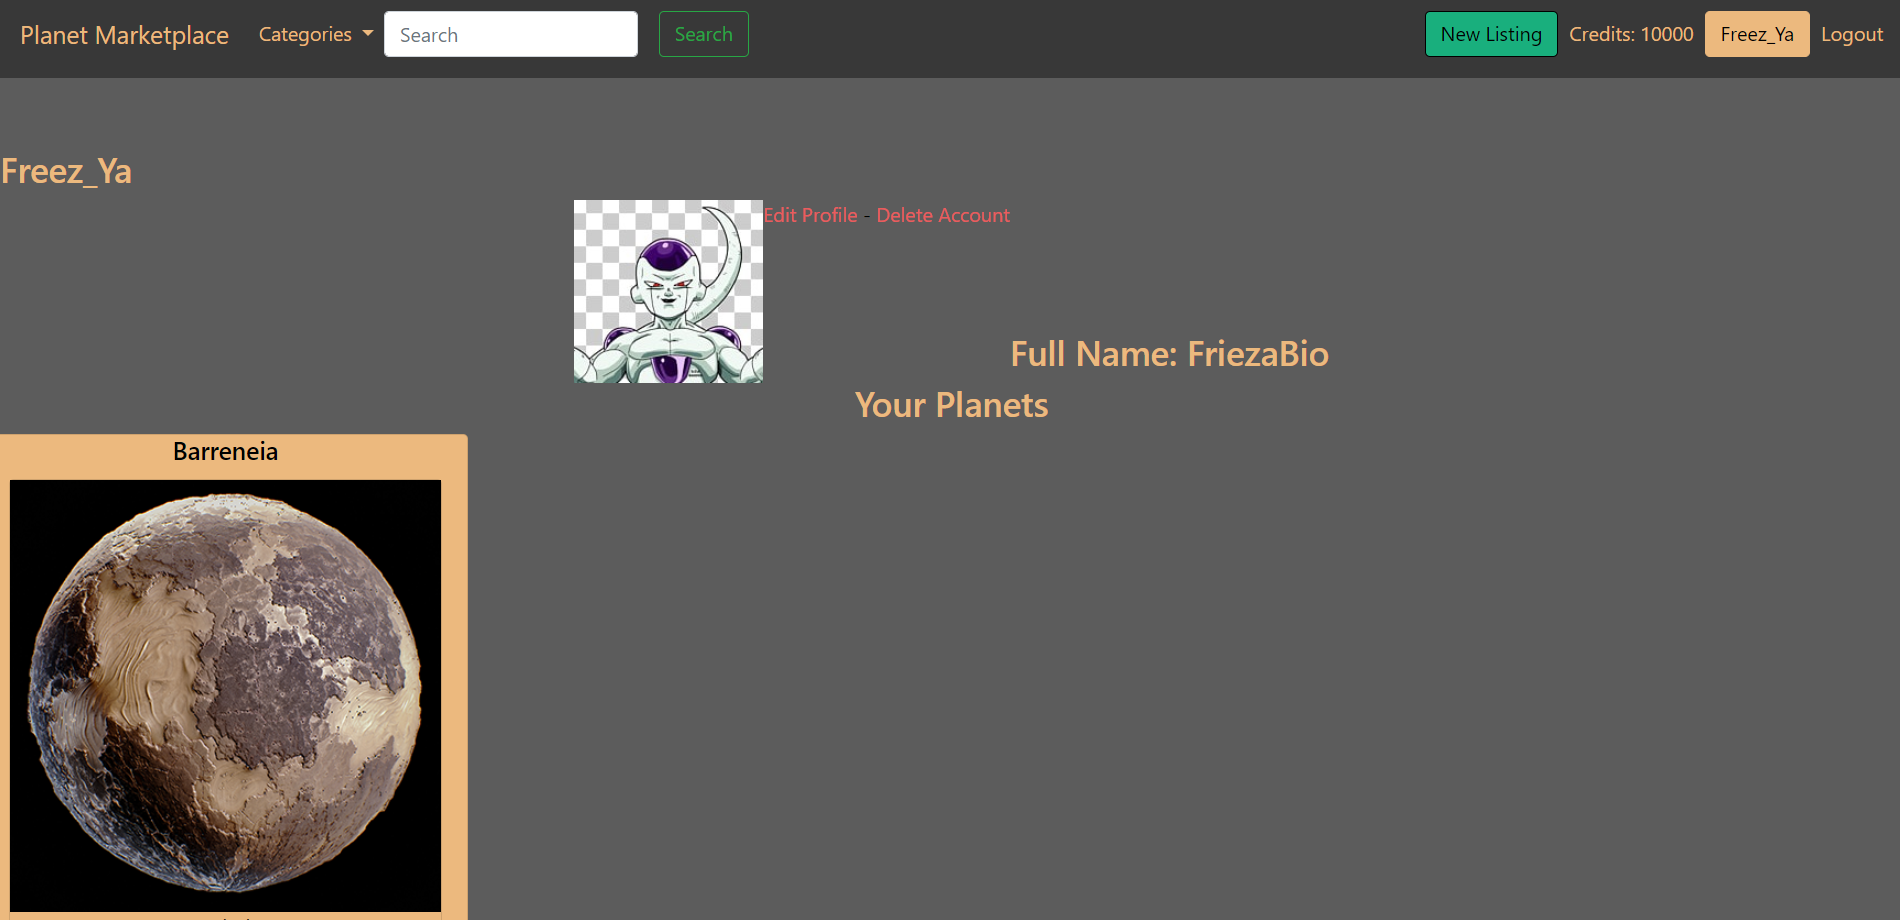 Planet Marketplace Categories Search Search New Listing Credits: 10000 Freez_Ya Logout
Freez_Ya
Edit Profile - Delete Account
Full Name: FriezaBio
Your Planets
Barreneia